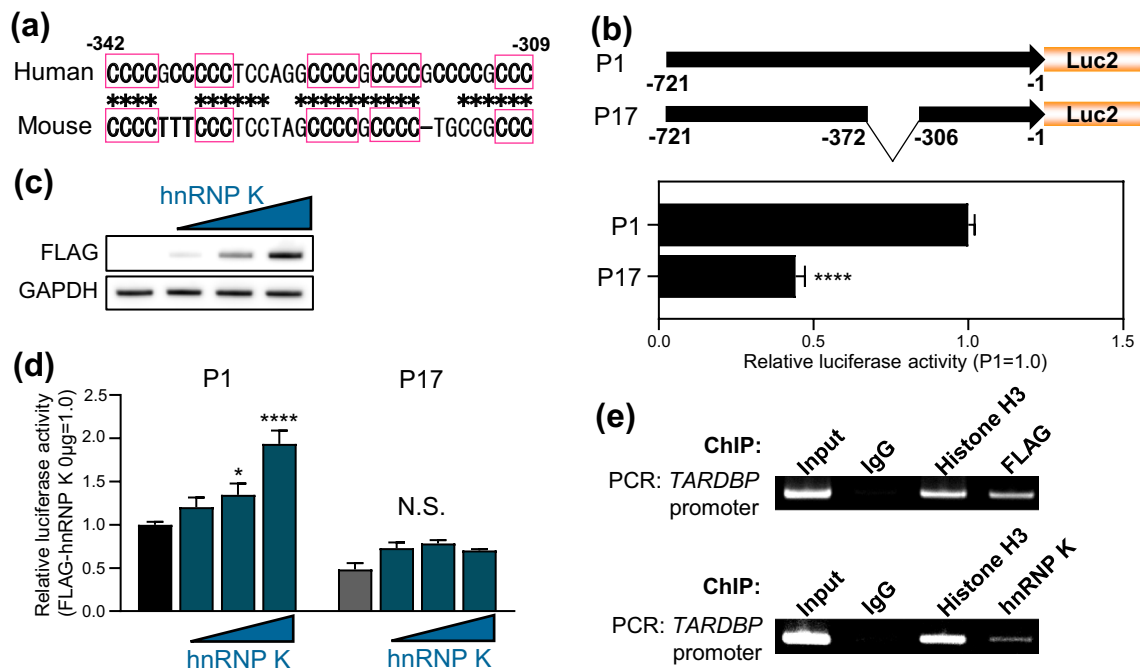 (a)
-342 -309
Human CCCCGCCCCCTCCAGGCCCCGCCCCGCCCCGCCC
**** ****** ********** ******
Mouse CCCCTTTCCCTCCTAGCCCCGCCCC–TGCCGCCC
(b)
P1 Luc2
-721 -1
P17 Luc2
-721 -372 -306 -1
P1
P17 ****
0.0 0.5 1.0 1.5
Relative luciferase activity (P1=1.0)
(c)
hnRNP K
FLAG
GAPDH
(d)
P1 P17
Relative luciferase activity
(FLAG-hnRNP K 0µg=1.0)
2.5
2.0
1.5
1.0
0.5
0.0
* ****
N.S.
hnRNP K hnRNP K
(e)
ChIP: Input IgG Histone H3 FLAG
PCR: TARDBP
promoter
ChIP: Input IgG Histone H3 hnRNP K
PCR: TARDBP
promoter